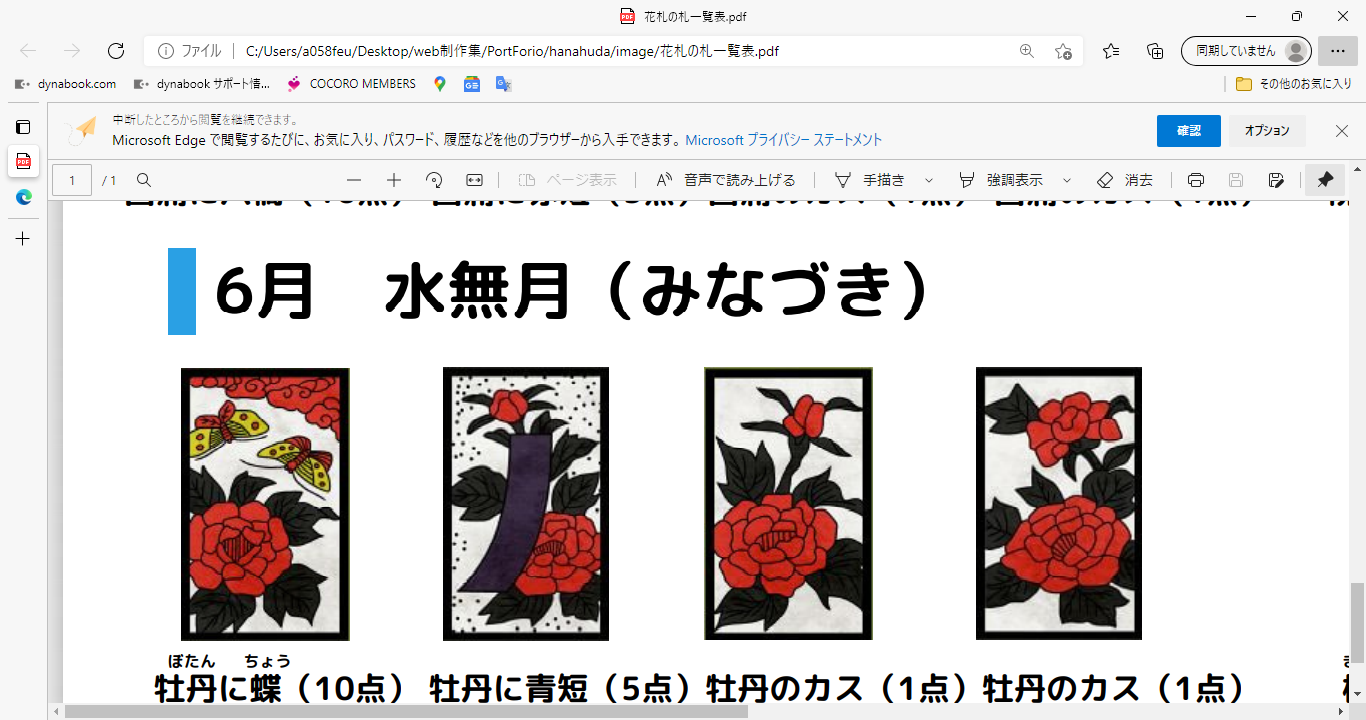 花札の札一覧表.pdf
ファイル C:/Users/a058feu/Desktop/web制作集/PortForio/hanahuda/image/花札の札一覧表.pdf 同期していません
dynabook.com dynabook サポート情... COCORO MEMBERS その他のお気に入り
中断したところから閲覧を継続できます。
Microsoft Edge で閲覧するたびに、お気に入り、パスワード、履歴などを他のブラウザーから入手できます。 Microsoft プライバシー ステートメント 確認 オプション
1 / 1 ページ表示 音声で読み上げる 手描き 強調表示 消去
6月 水無月（みなづき）
ぼたん ちょう
牡丹に蝶（10点） 牡丹に青短（5点） 牡丹のカス（1点） 牡丹のカス（1点）